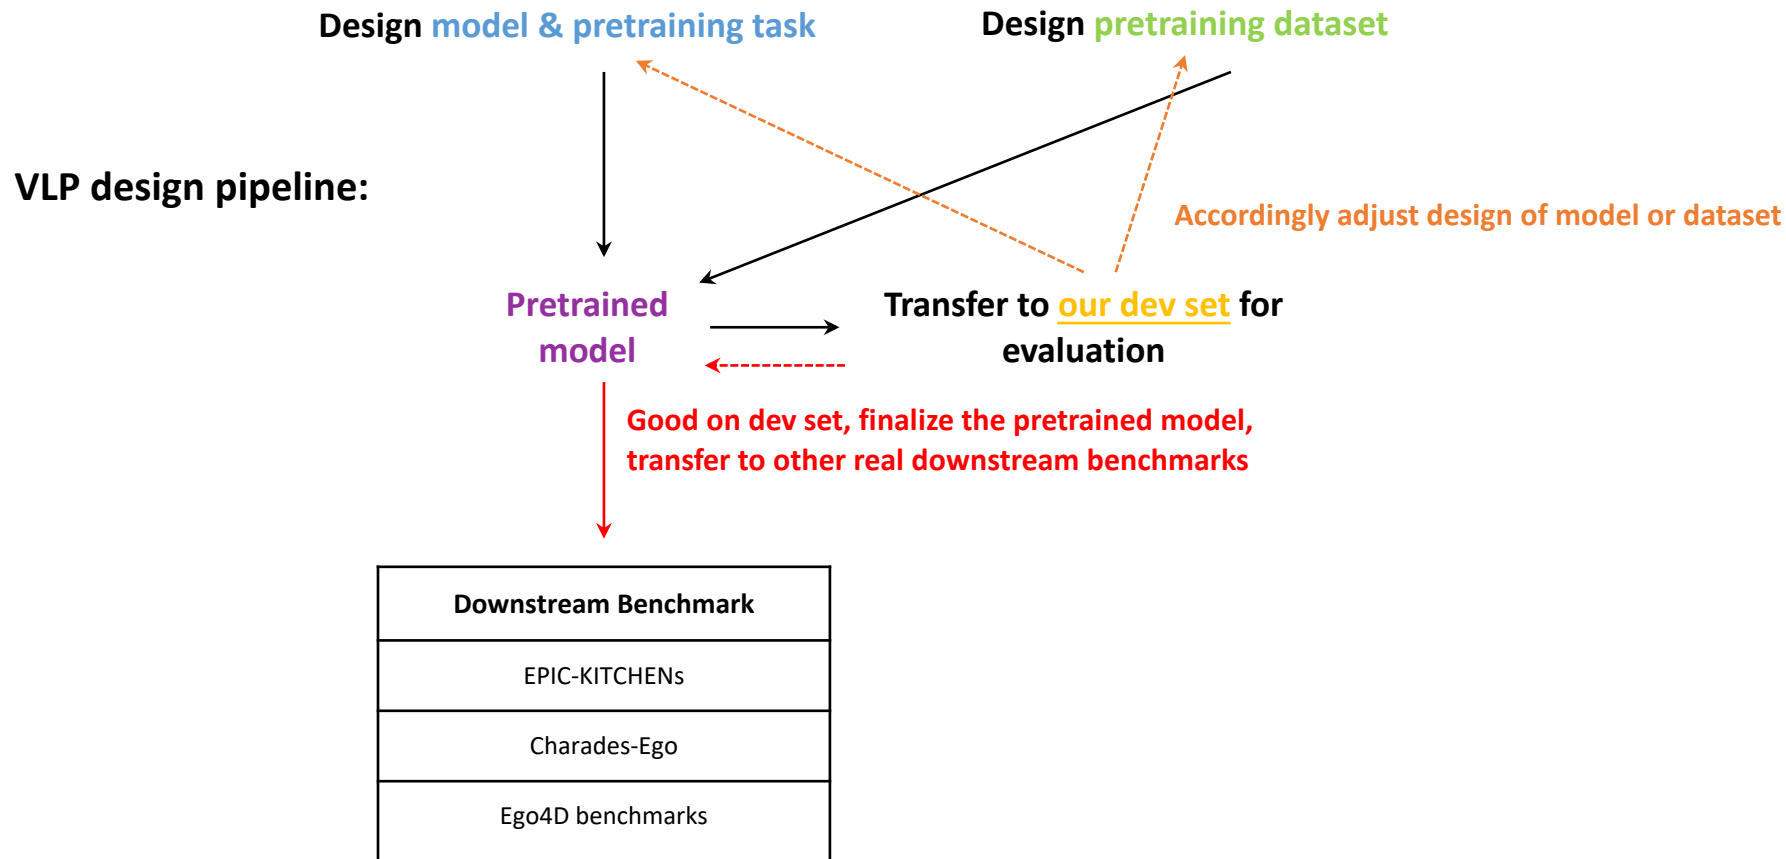 Design model & pretraining task
Design pretraining dataset
VLP design pipeline:
Accordingly adjust design of model or dataset
Pretrained
model
Transfer to our dev set for
evaluation
Good on dev set, finalize the pretrained model,
transfer to other real downstream benchmarks
Downstream Benchmark
EPIC-KITCHENs
Charades-Ego
Ego4D benchmarks